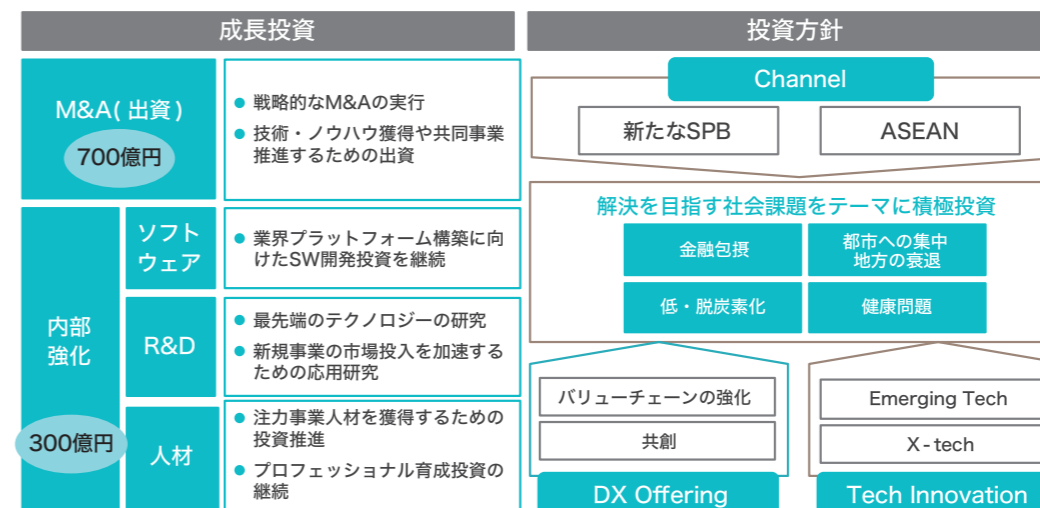 成長投資
M&A( 出資 )
700億円
● 戦略的なM&Aの実行
● 技術・ノウハウ獲得や共同事業
推進するための出資
内部
強化
300億円
ソフト
ウェア
● 業界プラットフォーム構築に向
けたSW開発投資を継続
R&D
● 最先端のテクノロジーの研究
● 新規事業の市場投入を加速する
ための応用研究
人材
● 注力事業人材を獲得するための
投資推進
● プロフェッショナル育成投資の
継続
投資方針
Channel
新たなSPB
ASEAN
解決を目指す社会課題をテーマに積極投資
金融包摂
都市への集中
地方の衰退
低・脱炭素化
健康問題
バリューチェーンの強化
共創
DX Offering
Emerging Tech
X-tech
Tech Innovation